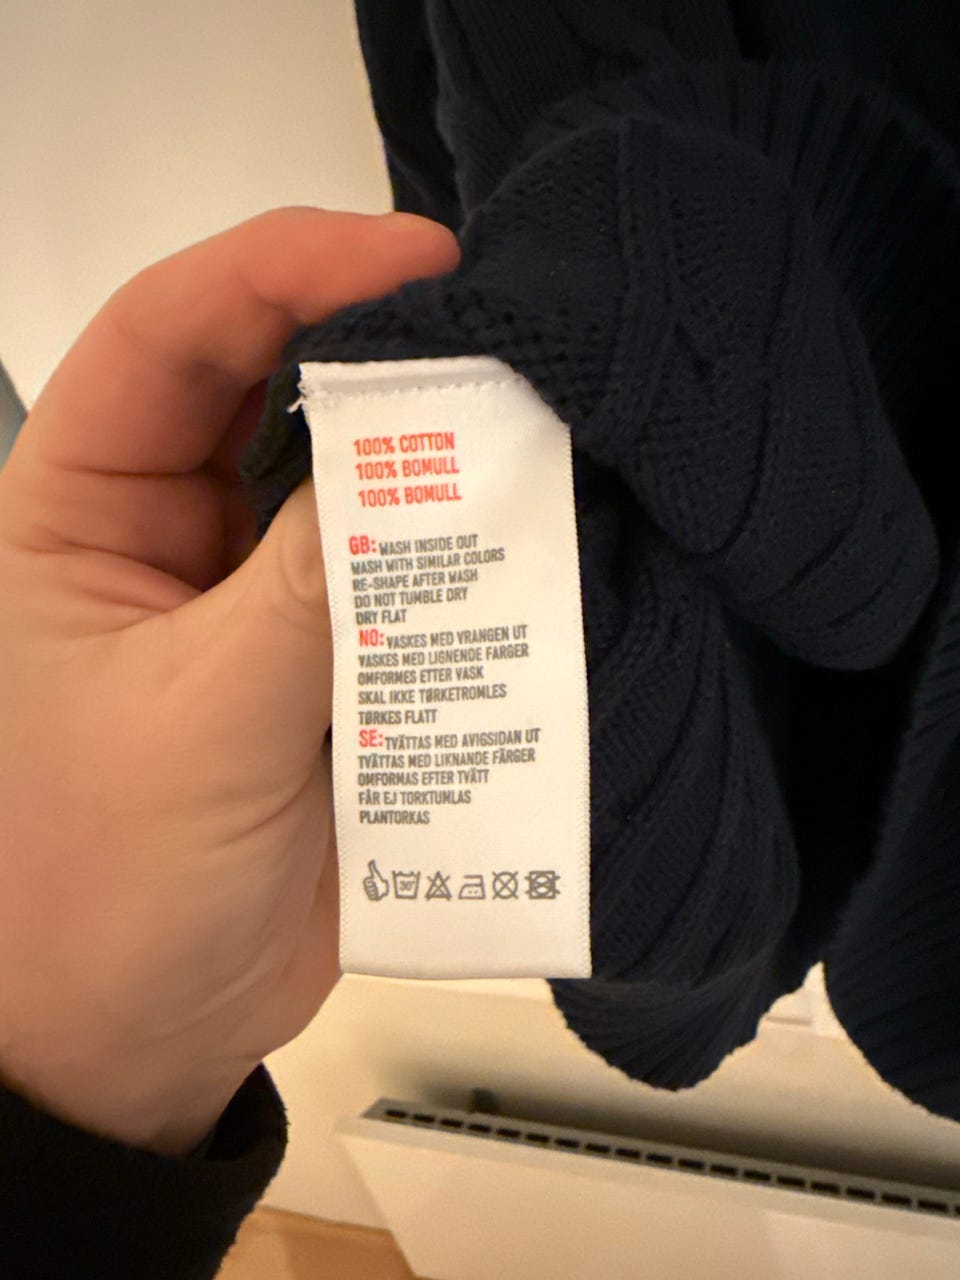 100% COTTON
100% BOMULL
100% BOMULL
GB: WASH INSIDE OUT
WASH WITH SIMILAR COLORS
RE-SHAPE AFTER WASH
DO NOT TUMBLE DRY
DRY FLAT
NO: VASKES MED VRANGEN UT
VASKES MED LIGNENDE FARGER
OMFORMES ETTER VASK
SKAL IKKE TØRKETROMLES
TØRKES FLATT
SE: TVÄTTAS MED AVIGSIDAN UT
TVÄTTAS MED LIKNANDE FÄRGER
OMFORMAS EFTER TVÄTT
FÅR EJ TORKTUMLAS
PLANTORKAS
30°